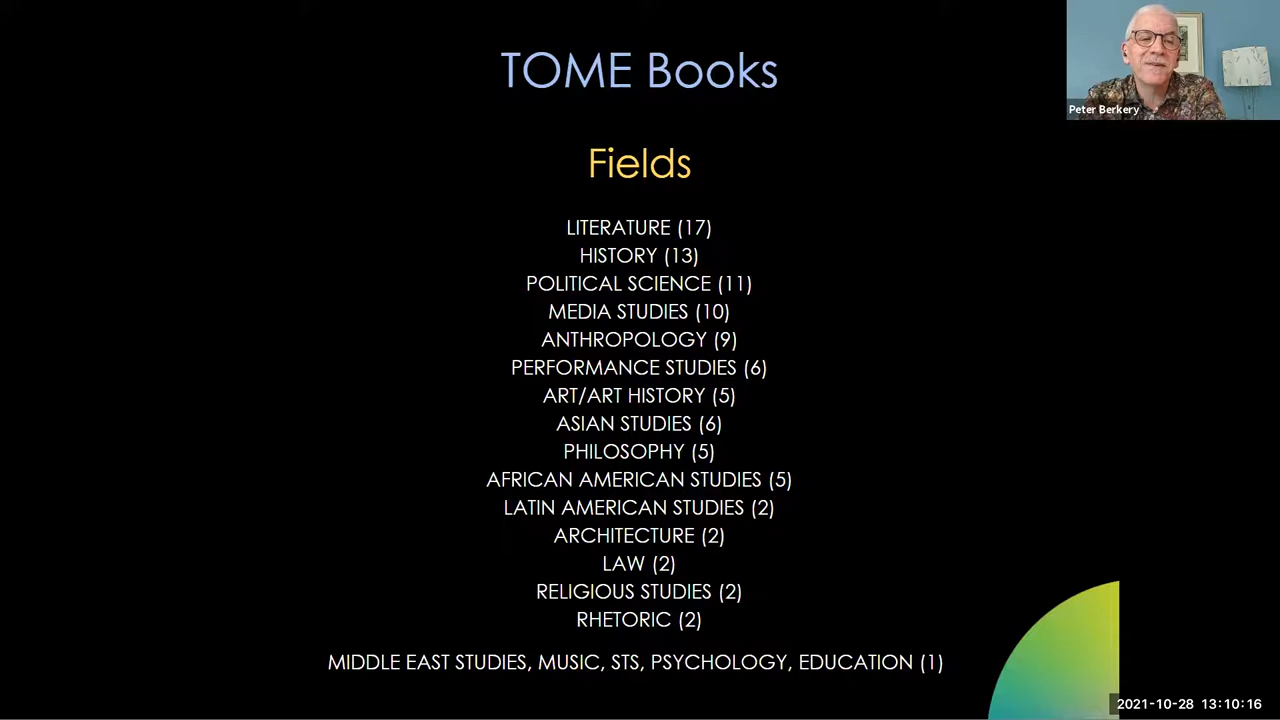 TOME Books
Peter Berkery
Fields
LITERATURE (17)
HISTORY (13)
POLITICAL SCIENCE (11)
MEDIA STUDIES (10)
ANTHROPOLOGY (9)
PERFORMANCE STUDIES (6)
ART/ART HISTORY (5)
ASIAN STUDIES (6)
PHILOSOPHY (5)
AFRICAN AMERICAN STUDIES (5)
LATIN AMERICAN STUDIES (2)
ARCHITECTURE (2)
LAW (2)
RELIGIOUS STUDIES (2)
RHETORIC (2)
MIDDLE EAST STUDIES, MUSIC, STS, PSYCHOLOGY, EDUCATION (1)
2021-10-28 13:10:16